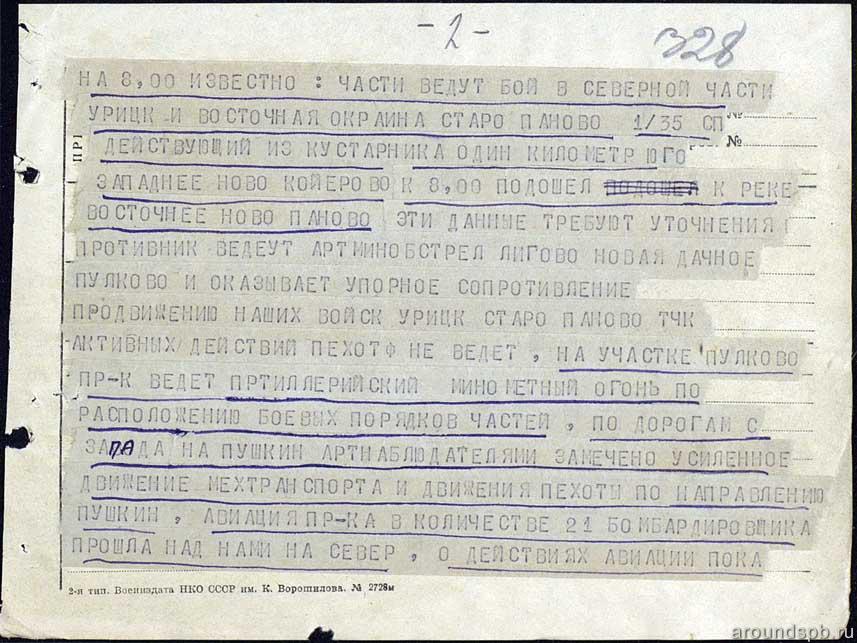 -2-
328
НА 8,00 ИЗВЕСТНО : ЧАСТИ ВЕДУТ БОЙ В СЕВЕРНОЙ ЧАСТИ
УРИЦК И ВОСТОЧНАЯ ОКРАИНА СТАРО ПАНОВО 1/35 СП
№
ДЕЙСТВУЮЩИЙ ИЗ КУСТАРНИКА ОДИН КИЛОМЕТР ЮГО
№
ЗАПАДНЕЕ НОВО КОЙЕРОВО К 8,00 ПОДОШЕЛ ПОДОШЕЛ К РЕКЕ
ВОСТОЧНЕЕ НОВО ПАНОВО ЭТИ ДАННЫЕ ТРЕБУЮТ УТОЧНЕНИЯ
ПРОТИВНИК ВЕДЕУТ АРТМИНОБСТРЕЛ ЛИГОВО НОВАЯ ДАЧНОЕ
ПУЛКОВО И ОКАЗЫВАЕТ УПОРНОЕ СОПРОТИВЛЕНИЕ
ПРОДВИЖЕНИЮ НАШИХ ВОЙСК УРИЦК СТАРО ПАНОВО ТЧК
АКТИВНЫХ ДЕЙСТВИЙ ПЕХОТФ НЕ ВЕДЕТ , НА УЧАСТКЕ ПУЛКОВО
ПР-К ВЕДЕТ ПРТИЛЛЕРИЙСКИЙ МИНОМЕТНЫЙ ОГОНЬ ПО
РАСПОЛОЖЕНИЮ БОЕВЫХ ПОРЯДКОВ ЧАСТЕЙ , ПО ДОРОГАМ С
ЗАПАДА НА ПУШКИН АРТНАБЛЮДАТЕЛЯМИ ЗАМЕЧЕНО УСИЛЕННОЕ
ДВИЖЕНИЕ МЕХТРАНСПОРТА И ДВИЖЕНИЯ ПЕХОТЫ ПО НАПРАВЛЕНИЮ
ПУШКИН , АВИАЦИЯ ПР-КА В КОЛИЧЕСТВЕ 21 БОМБАРДИРОВЩИКА
ПРОШЛА НАД НАМИ НА СЕВЕР , О ДЕЙСТВИЯХ АВИАЦИИ ПОКА
2-я тип. Воениздата НКО СССР им. К. Ворошилова. № 2728м
aroundspb.ru